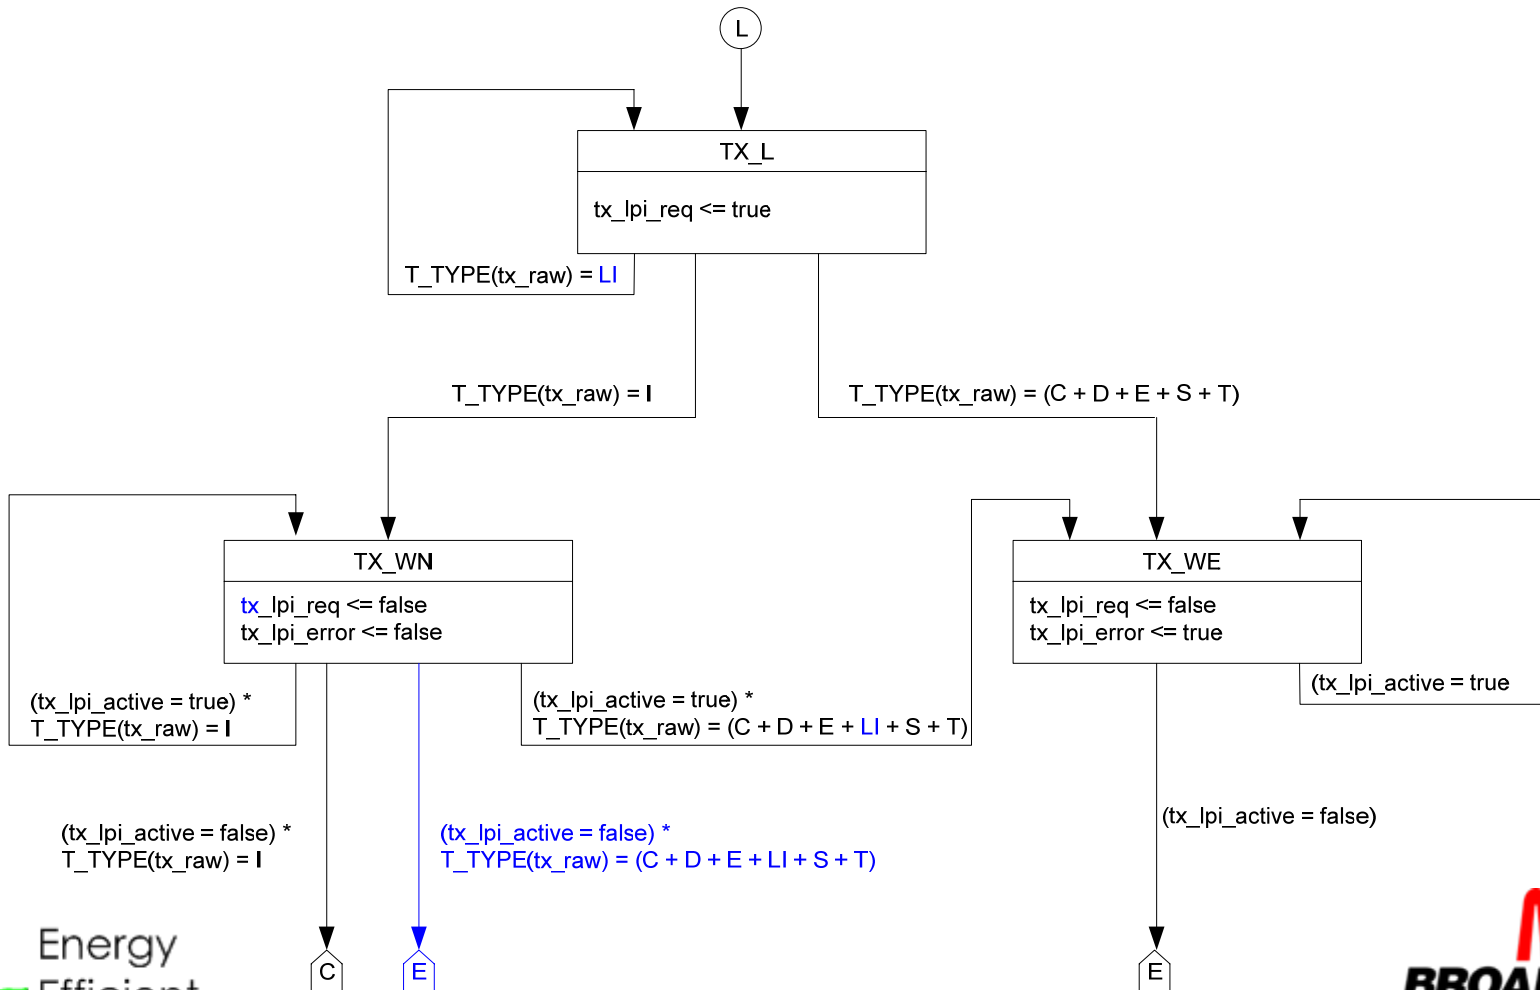 L
TX_L
tx_lpi_req <= true
T_TYPE(tx_raw) = LI
T_TYPE(tx_raw) = I
T_TYPE(tx_raw) = (C + D + E + S + T)
TX_WN
tx_lpi_req <= false
tx_lpi_error <= false
TX_WE
tx_lpi_req <= false
tx_lpi_error <= true
(tx_lpi_active = true) *
T_TYPE(tx_raw) = I
(tx_lpi_active = true) *
T_TYPE(tx_raw) = (C + D + E + LI + S + T)
(tx_lpi_active = true
(tx_lpi_active = false) *
T_TYPE(tx_raw) = I
(tx_lpi_active = false) *
T_TYPE(tx_raw) = (C + D + E + LI + S + T)
(tx_lpi_active = false)
C
E
E
Energy
Efficient